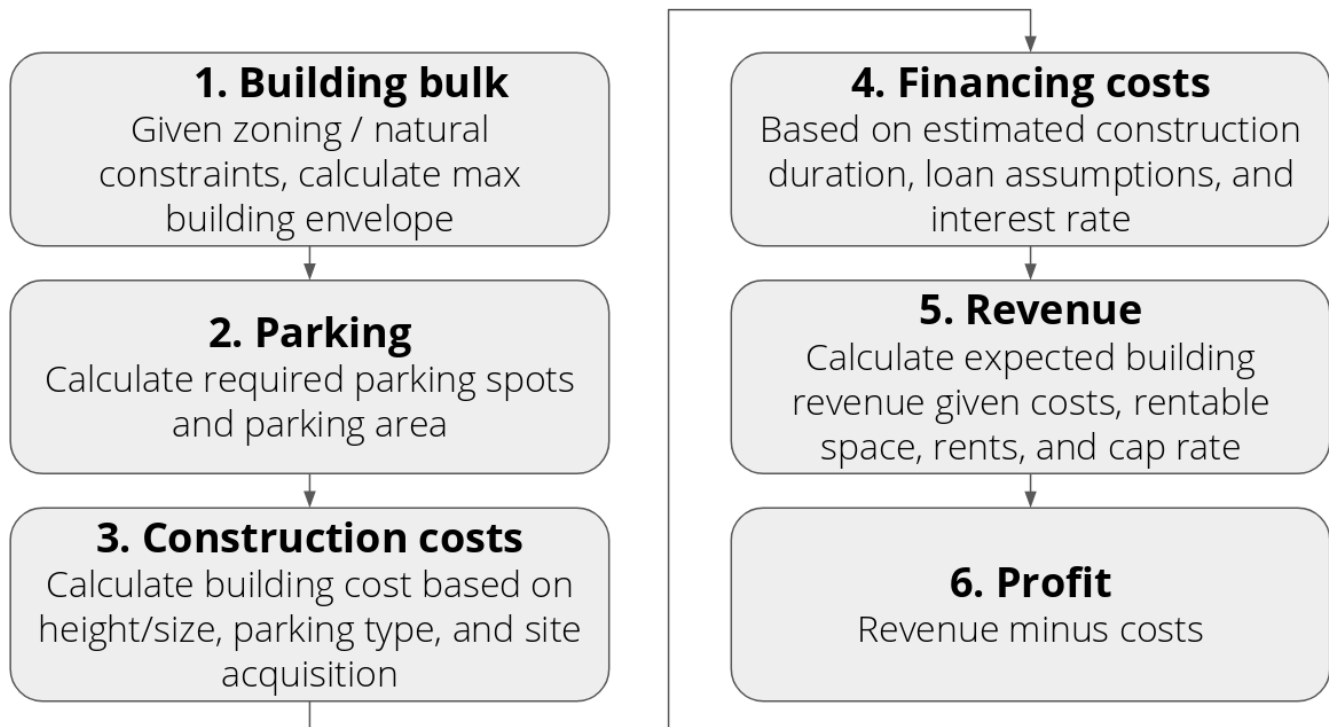 1. Building bulk
Given zoning / natural
constraints, calculate max
building envelope
2. Parking
Calculate required parking spots
and parking area
3. Construction costs
Calculate building cost based on
height/size, parking type, and site
acquisition
4. Financing costs
Based on estimated construction
duration, loan assumptions, and
interest rate
5. Revenue
Calculate expected building
revenue given costs, rentable
space, rents, and cap rate
6. Profit
Revenue minus costs